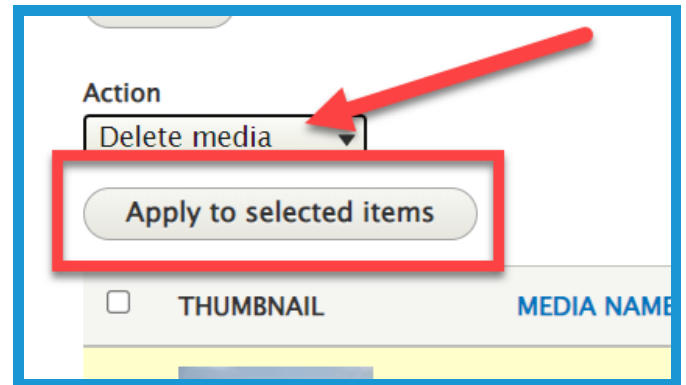 Action
Delete media
Apply to selected items
THUMBNAIL MEDIA NAME